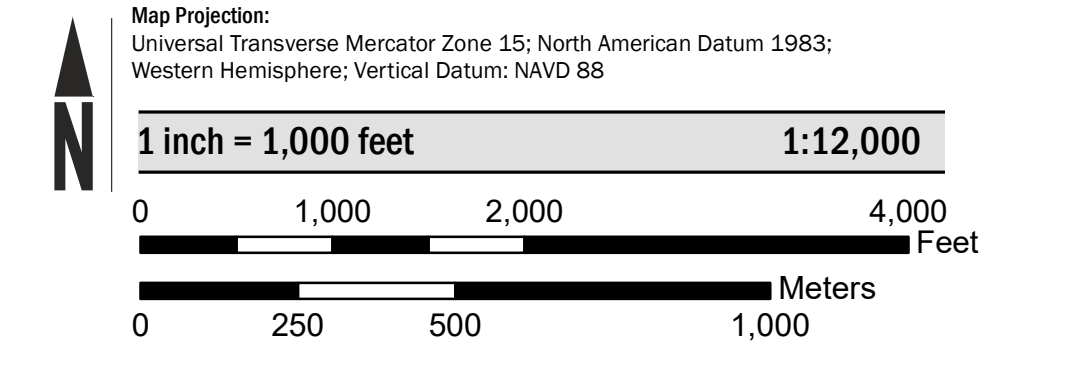 Map Projection:
Universal Transverse Mercator Zone 15; North American Datum 1983;
Western Hemisphere; Vertical Datum: NAVD 88
N
1 inch = 1,000 feet 1:12,000
0 1,000 2,000 4,000
Feet
Meters
0 250 500 1,000